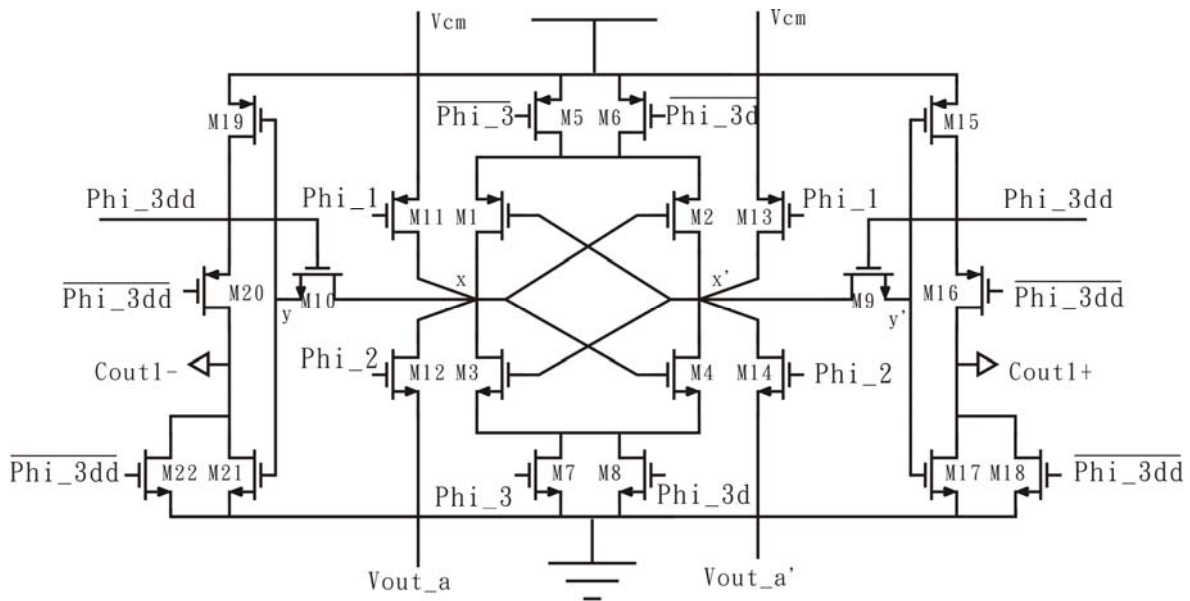 Vcm
Vcm
M19
Phi_3
M5
M6
Phi_3d
M15
Phi_3dd
Phi_1
M11
M1
M2
M13
Phi_1
Phi_3dd
Phi_3dd
M20
y
M10
x
x'
M9
y'
M16
Phi_3dd
Cout1-
Phi_2
M12
M3
M4
M14
Phi_2
Cout1+
Phi_3dd
M22
M21
Phi_3
M7
M8
Phi_3d
M17
M18
Phi_3dd
Vout_a
Vout_a'